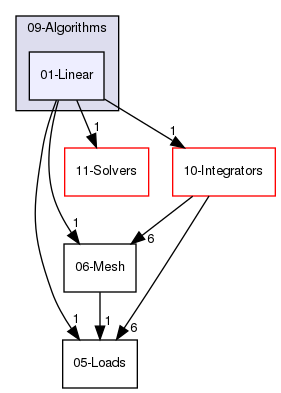 09-Algorithms
01-Linear
1
1
11-Solvers
10-Integrators
1
6
06-Mesh
1
1
6
05-Loads